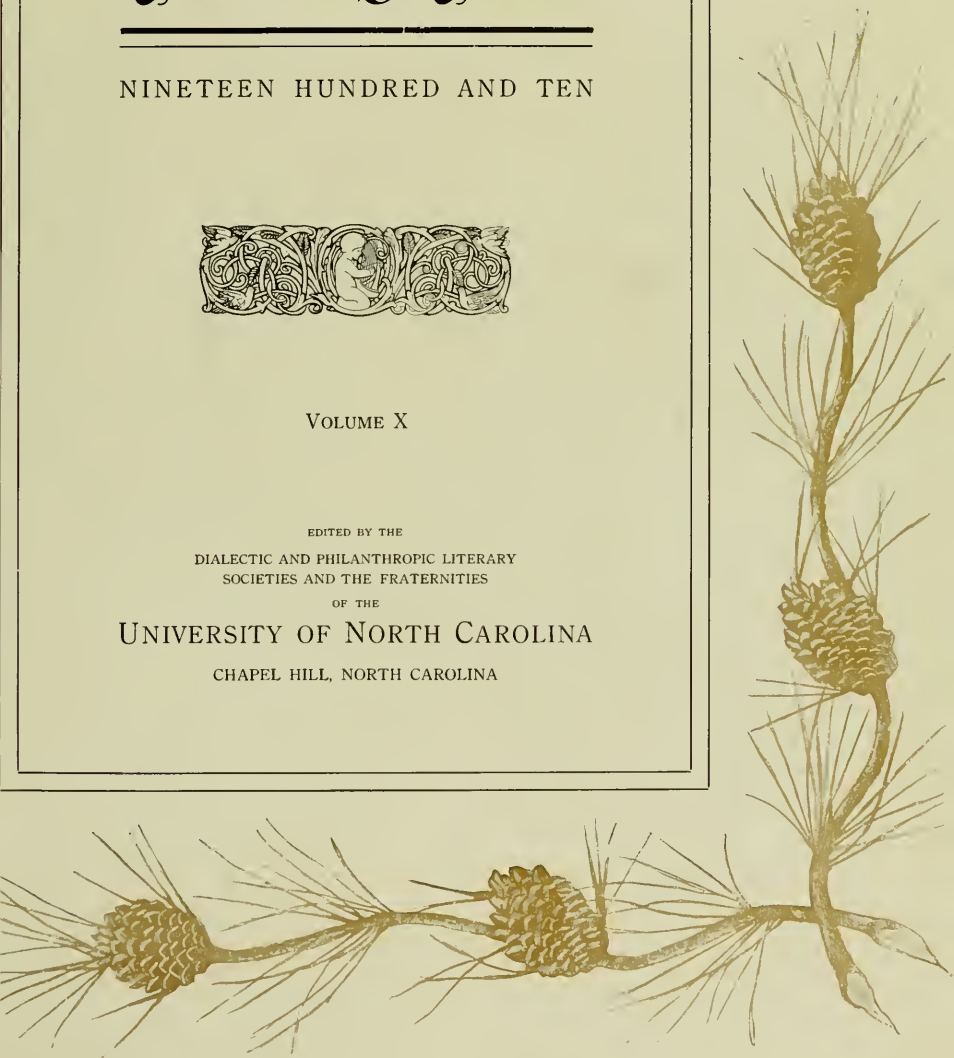 NINETEEN HUNDRED AND TEN
VOLUME X
EDITED BY THE
DIALECTIC AND PHILANTHROPIC LITERARY
SOCIETIES AND THE FRATERNITIES
OF THE
UNIVERSITY OF NORTH CAROLINA
CHAPEL HILL, NORTH CAROLINA